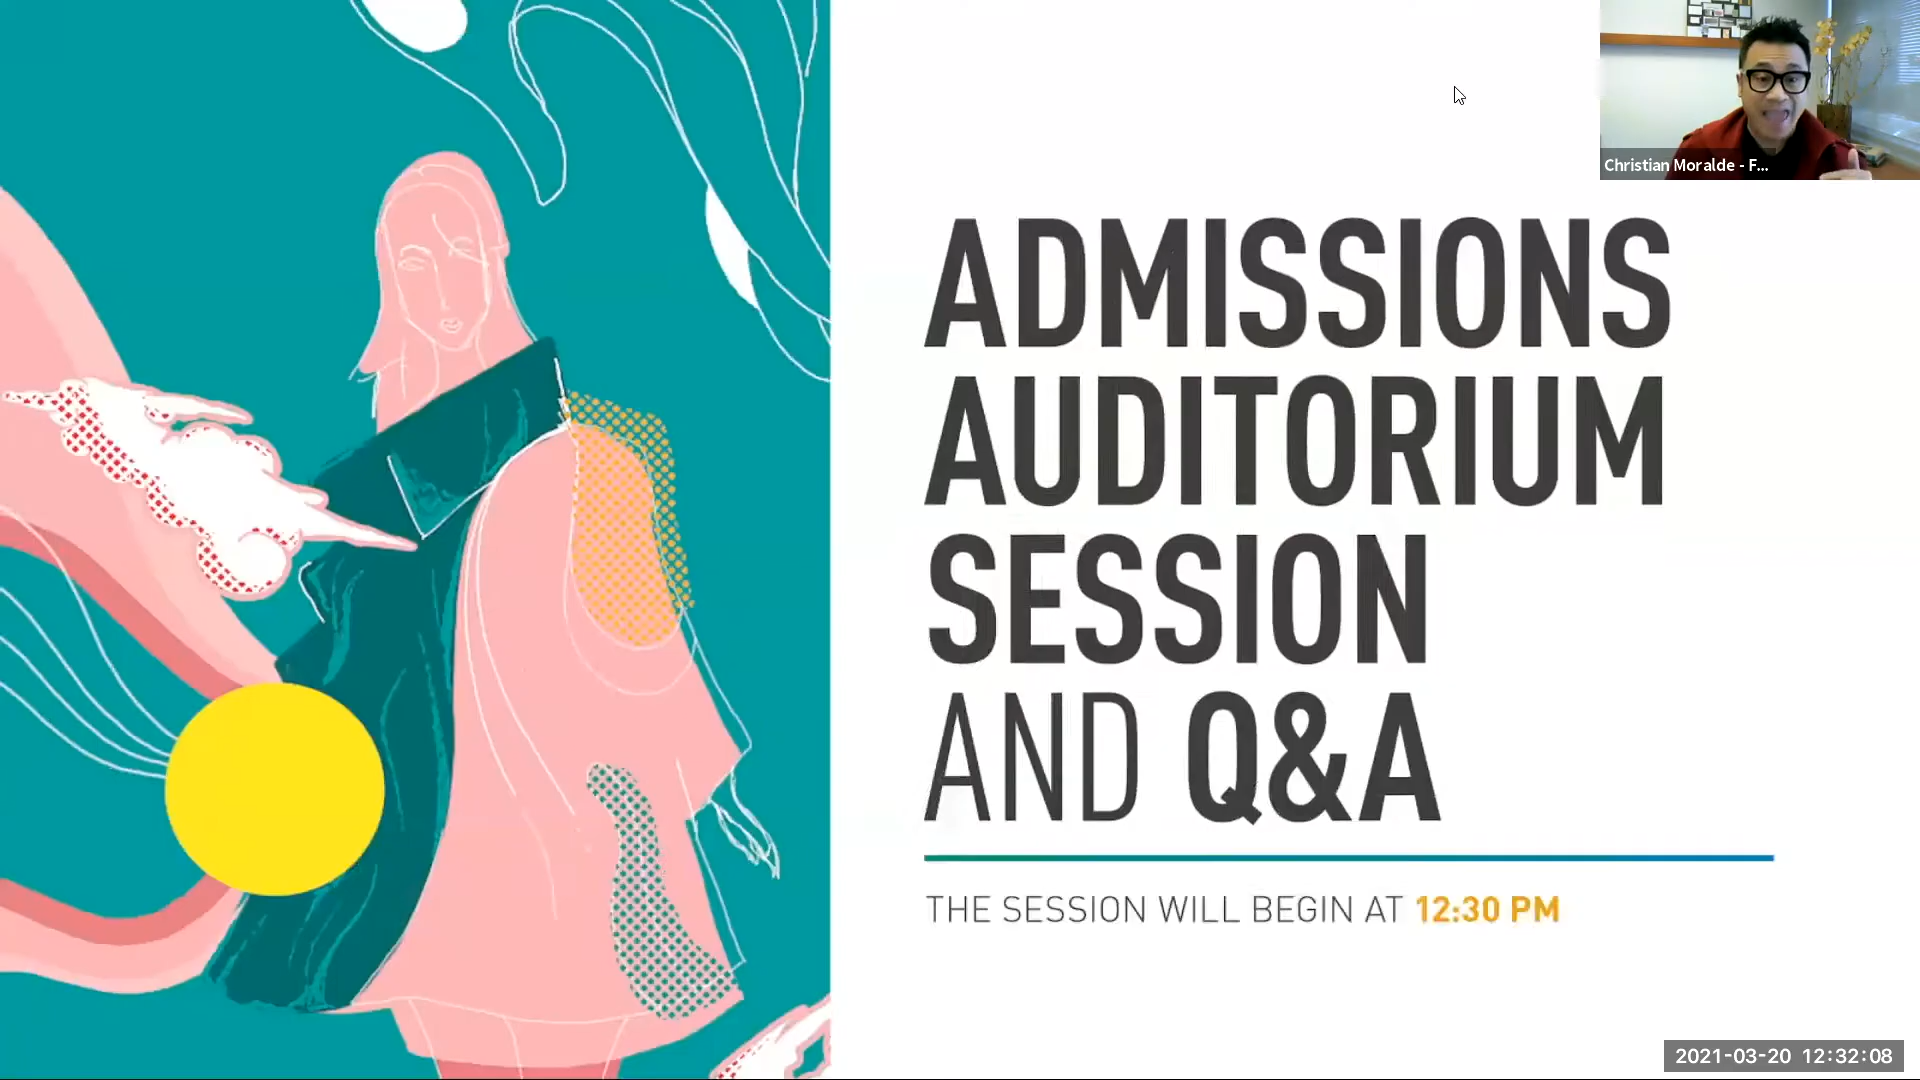 Christian Moralde - F...
ADMISSIONS
AUDITORIUM
SESSION
AND Q&A
THE SESSION WILL BEGIN AT 12:30 PM
2021-03-20 12:32:08